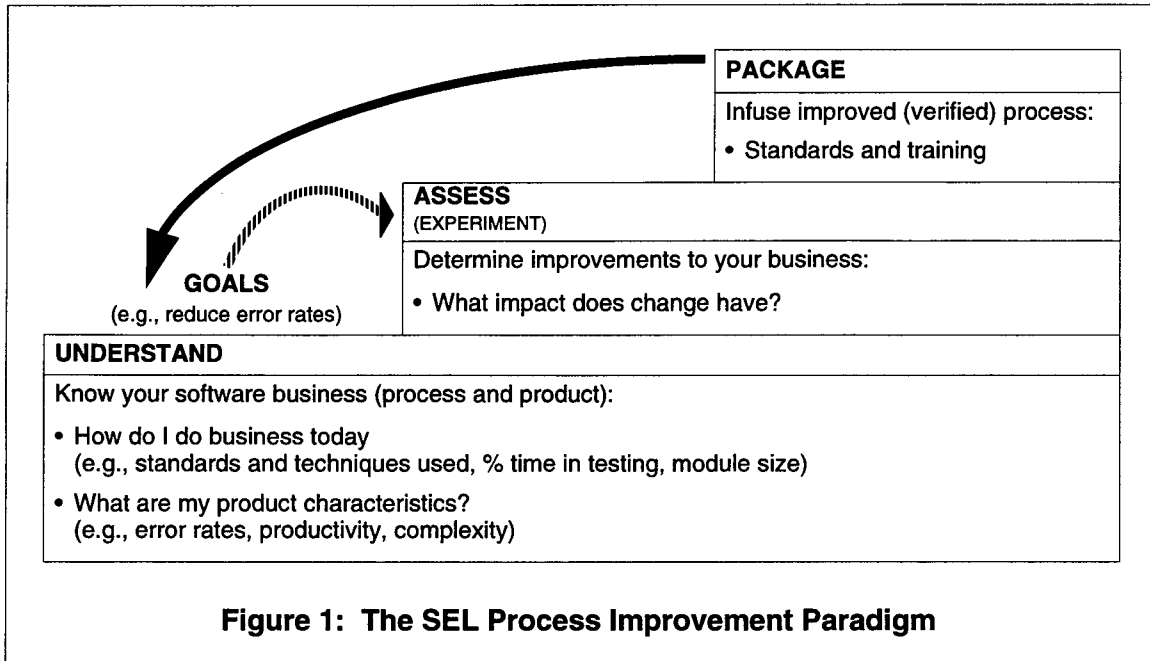 PACKAGE
Infuse improved (verified) process:
• Standards and training
ASSESS
(EXPERIMENT)
Determine improvements to your business:
• What impact does change have?
GOALS
(e.g., reduce error rates)
UNDERSTAND
Know your software business (process and product):
• How do I do business today
(e.g., standards and techniques used, % time in testing, module size)
• What are my product characteristics?
(e.g., error rates, productivity, complexity)
Figure 1: The SEL Process Improvement Paradigm